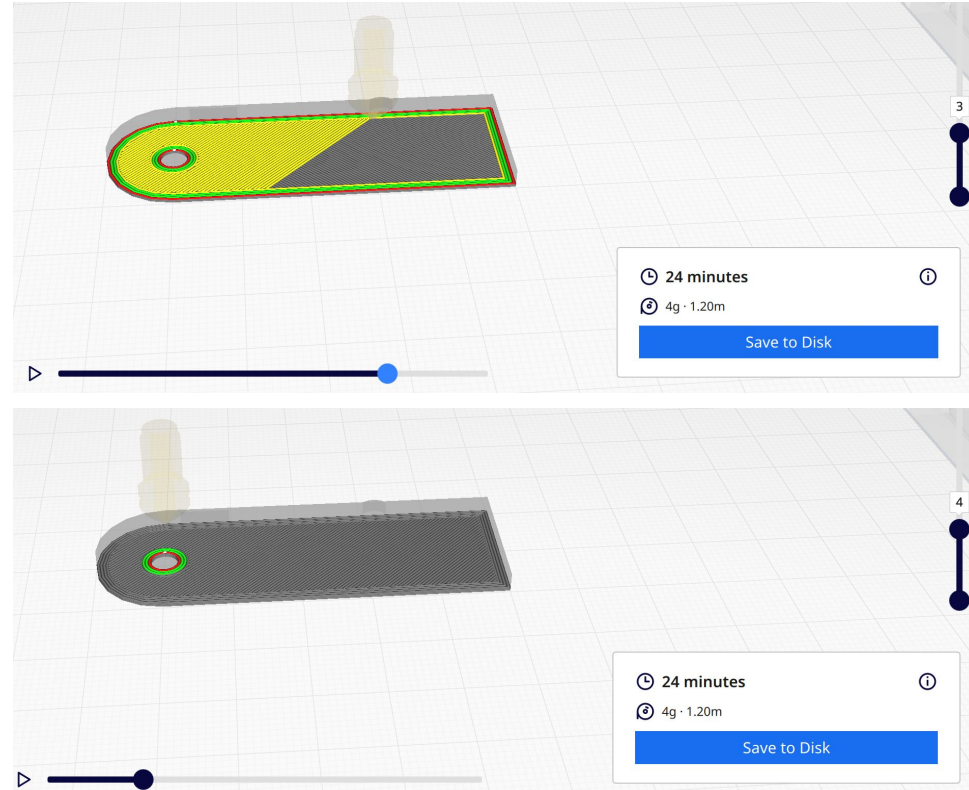 3
24 minutes
4g · 1.20m
Save to Disk
4
24 minutes
4g · 1.20m
Save to Disk